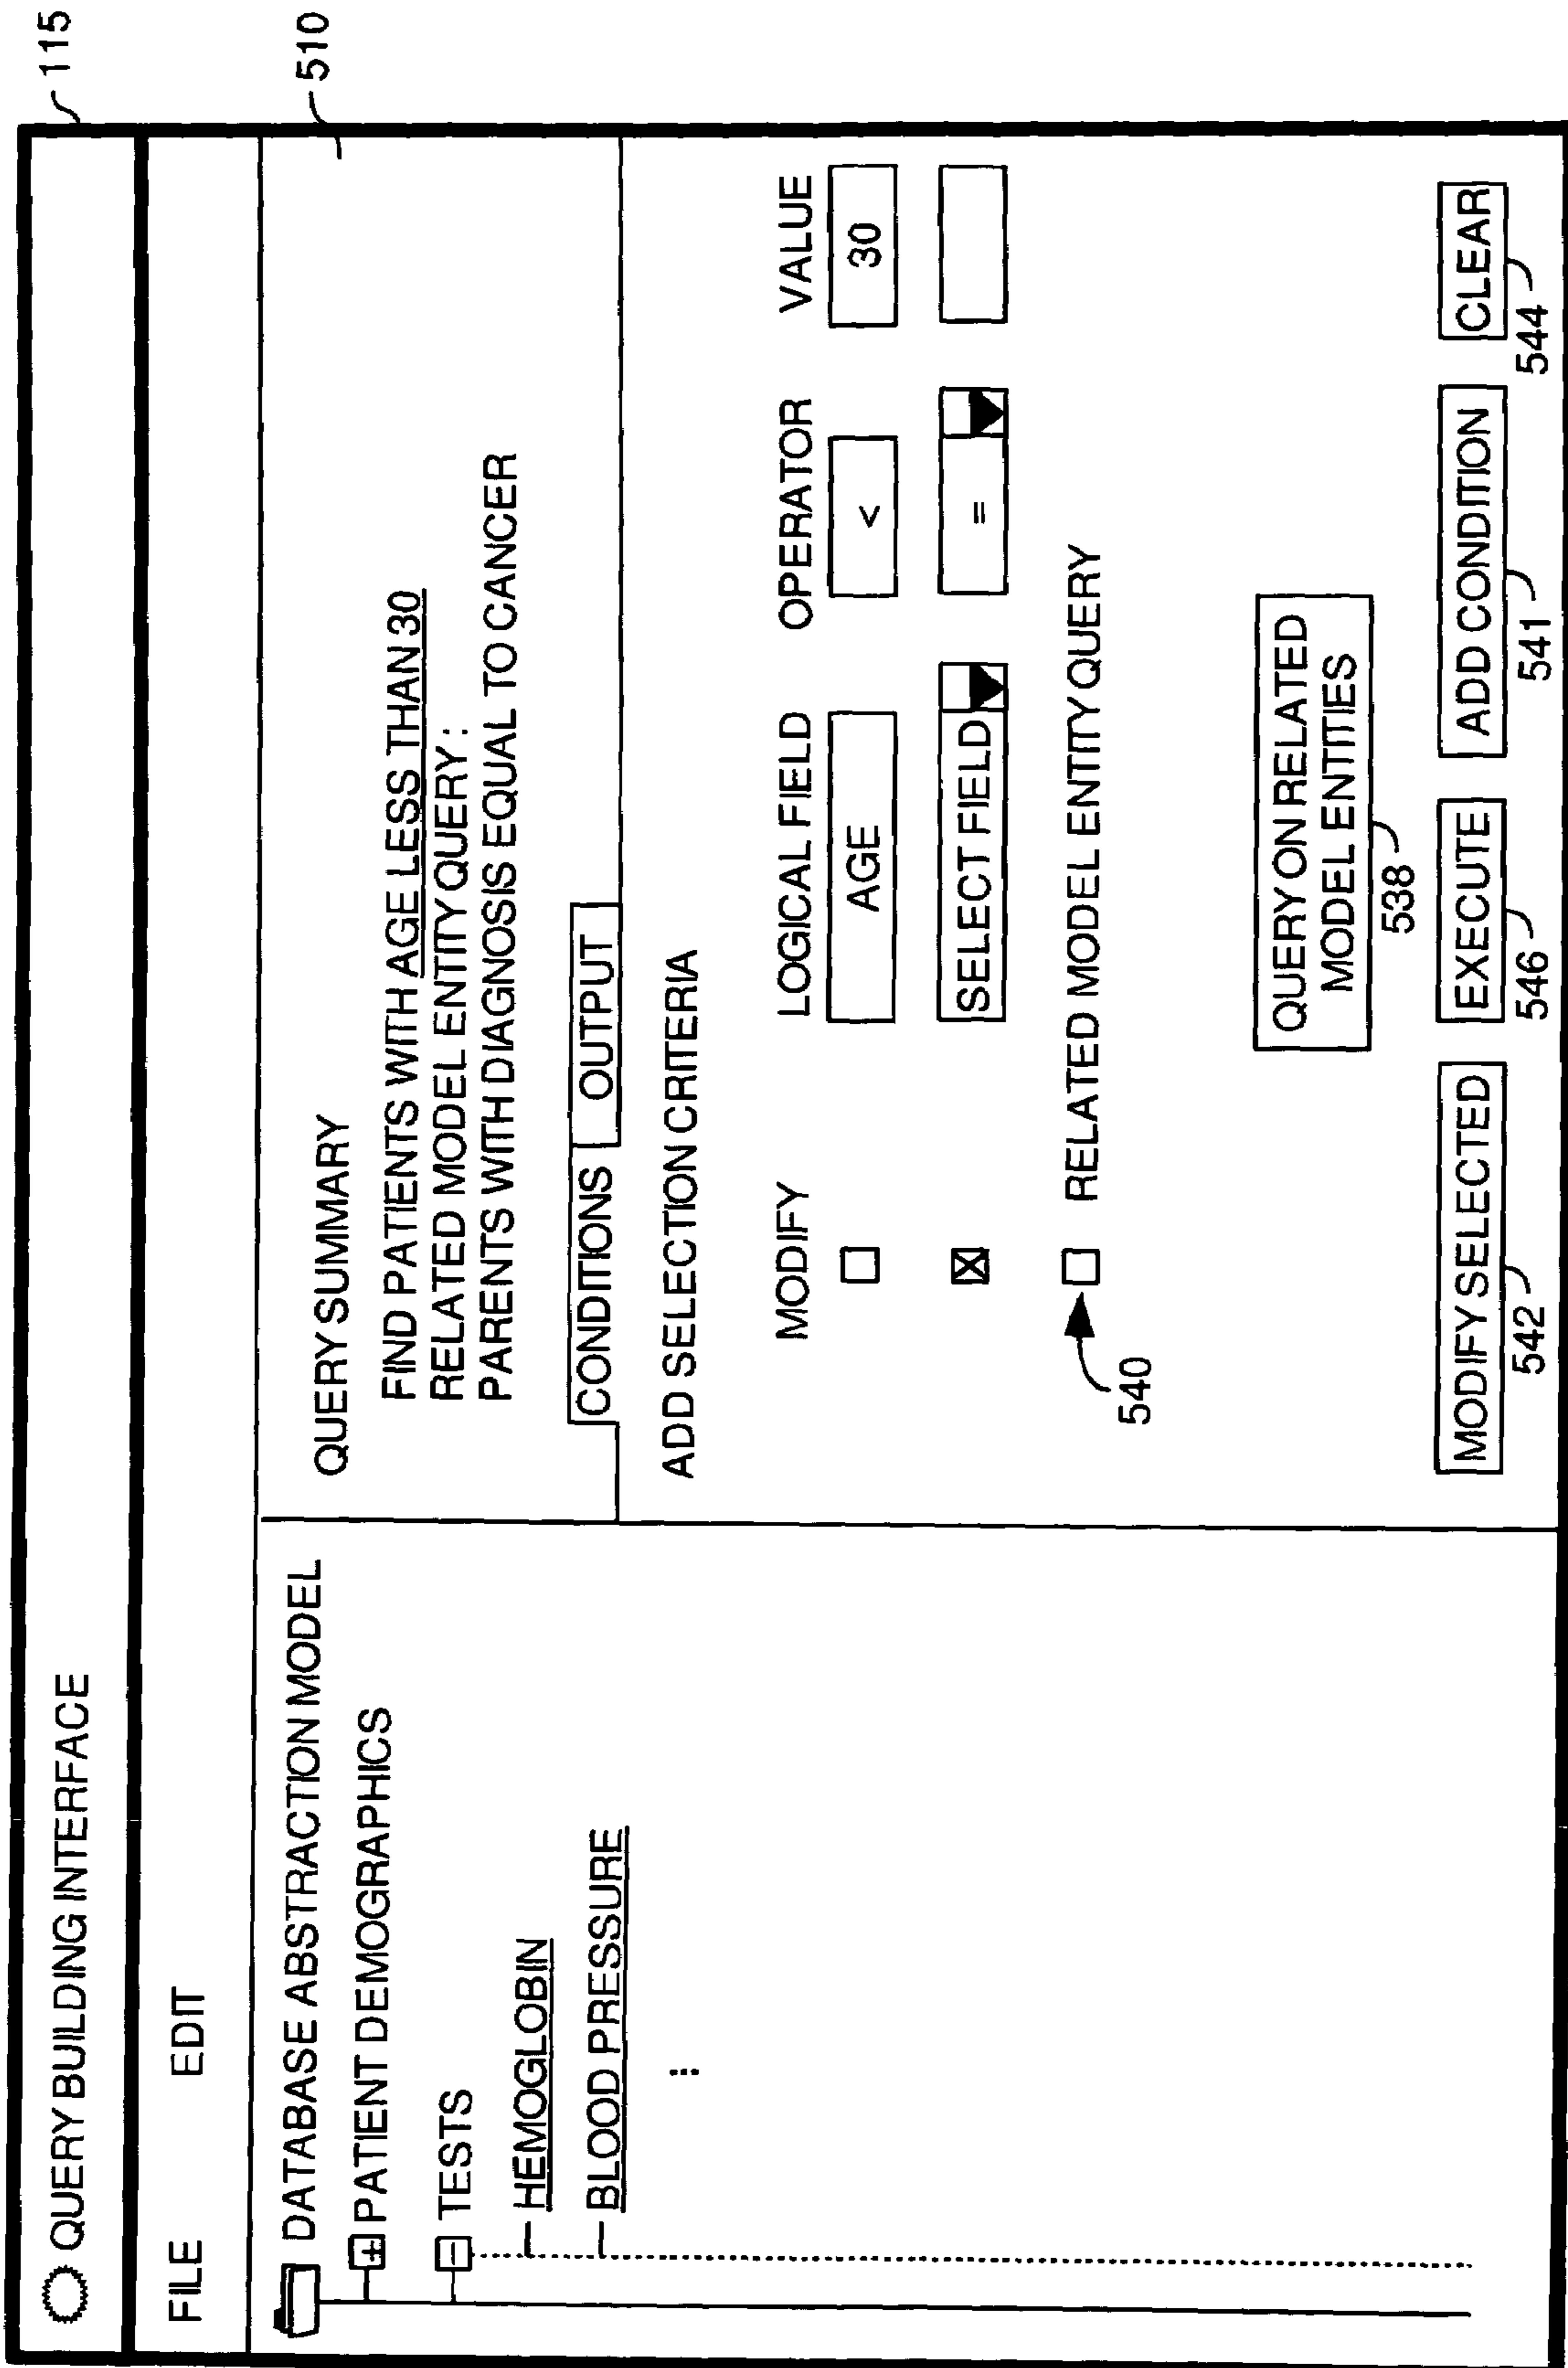 115
QUERY BUILDING INTERFACE
FILE EDIT
510
DATABASE ABSTRACTION MODEL
PATIENT DEMOGRAPHICS
TESTS
HEMOGLOBIN
BLOOD PRESSURE
QUERY SUMMARY
FIND PATIENTS WITH AGE LESS THAN 30
RELATED MODEL ENTITY QUERY :
PARENTS WITH DIAGNOSIS EQUAL TO CANCER
CONDITIONS OUTPUT
ADD SELECTION CRITERIA
MODIFY LOGICAL FIELD OPERATOR VALUE
AGE < 30
SELECT FIELD =
RELATED MODEL ENTITY QUERY
540
QUERY ON RELATED
MODEL ENTITIES
538
MODIFY SELECTED EXECUTE ADD CONDITION CLEAR
542 546 541 544